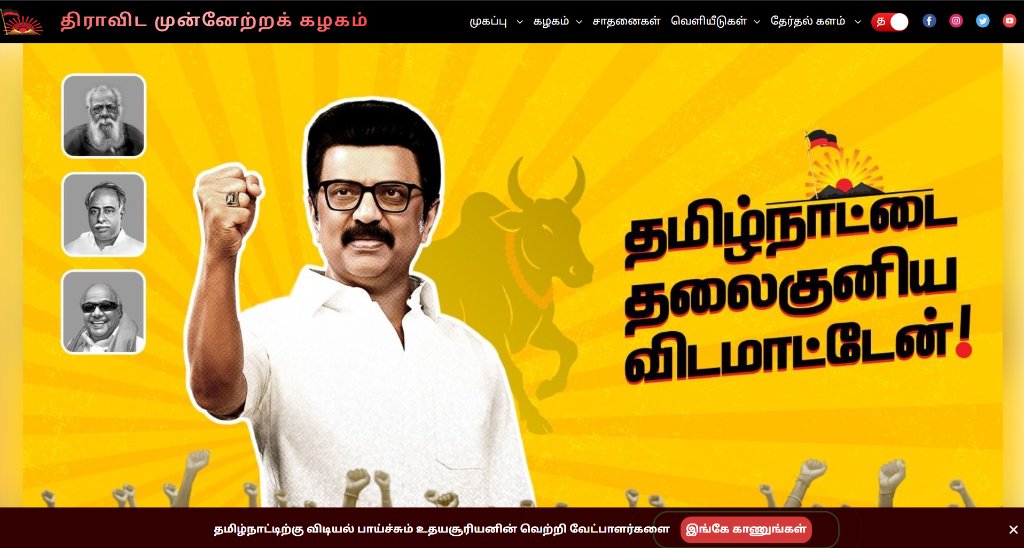 திராவிட முன்னேற்றக் கழகம்
முகப்பு கழகம் சாதனைகள் வெளியீடுகள் தேர்தல் களம் த
தமிழ்நாட்டை
தலைகுனிய
விடமாட்டேன்!
தமிழ்நாட்டிற்கு விடியல் பாய்ச்சும் உதயசூரியனின் வெற்றி வேட்பாளர்களை இங்கே காணுங்கள்